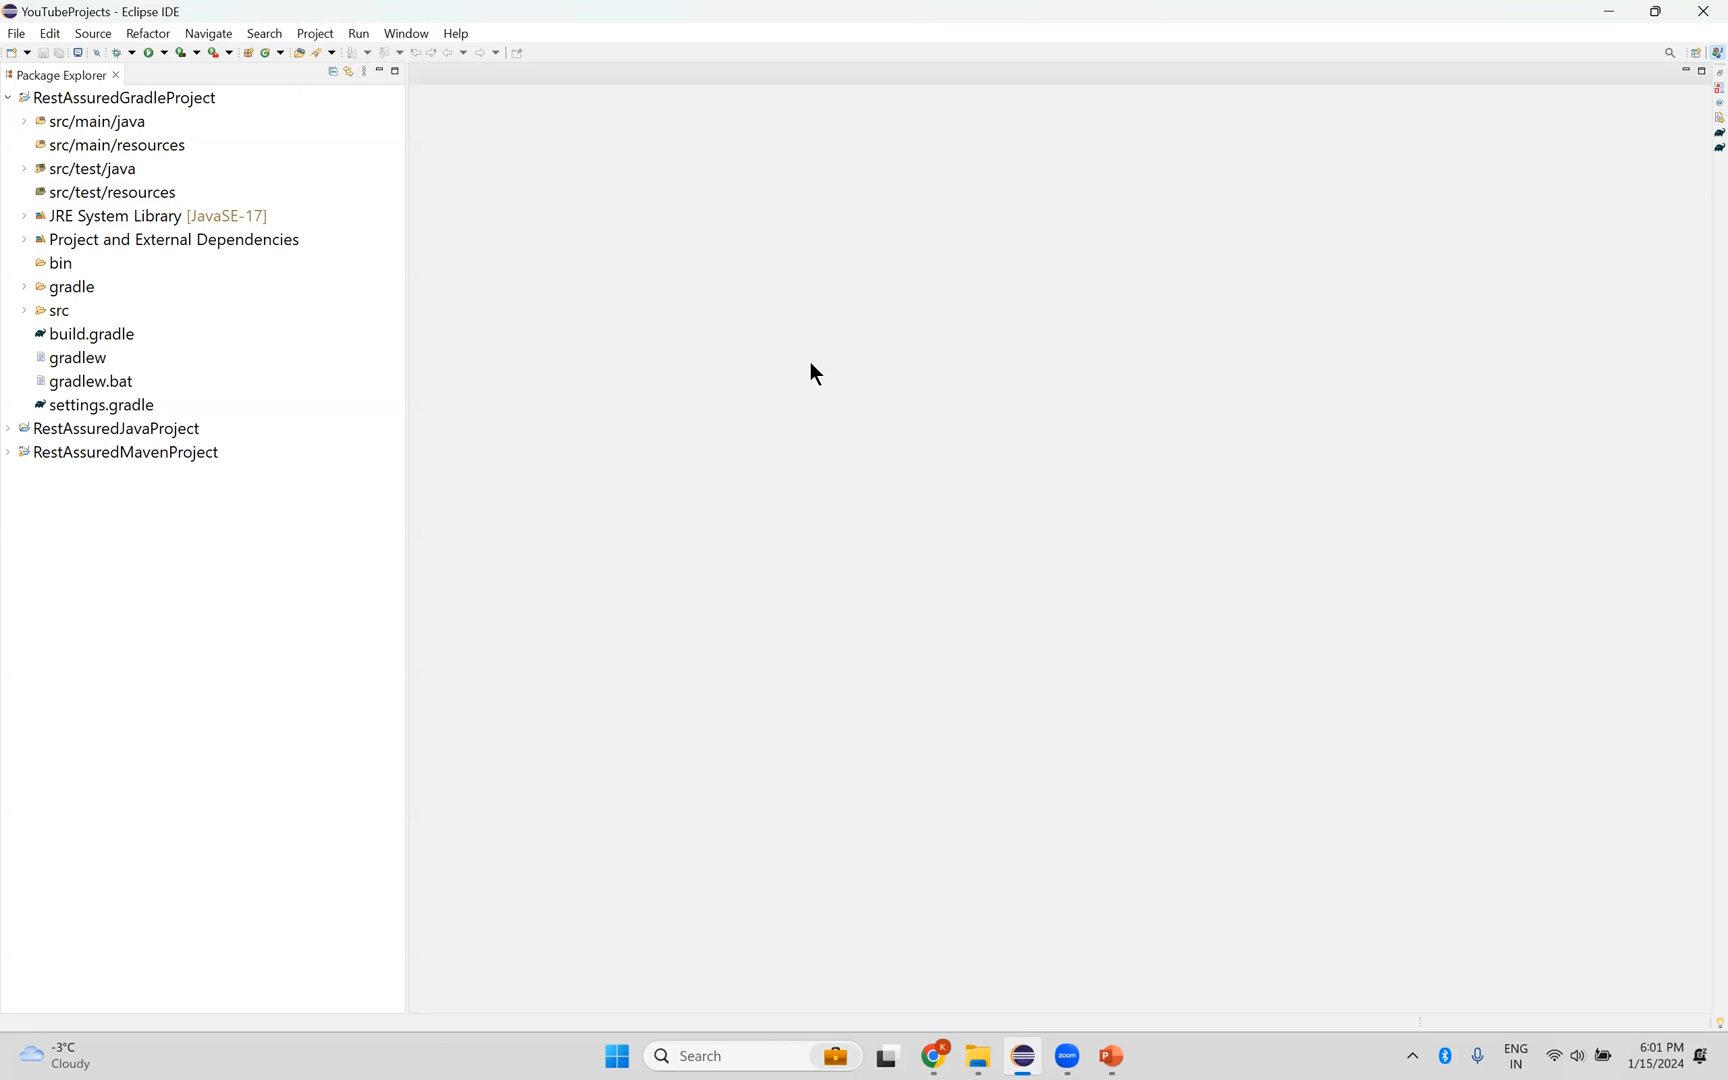 YouTubeProjects - Eclipse IDE
File Edit Source Refactor Navigate Search Project Run Window Help
Package Explorer
RestAssuredGradleProject
src/main/java
src/main/resources
src/test/java
src/test/resources
JRE System Library [JavaSE-17]
Project and External Dependencies
bin
gradle
src
build.gradle
gradlew
gradlew.bat
settings.gradle
RestAssuredJavaProject
RestAssuredMavenProject
-3°C
Cloudy
Search
K
zoom
P
ENG
IN
6:01 PM
1/15/2024